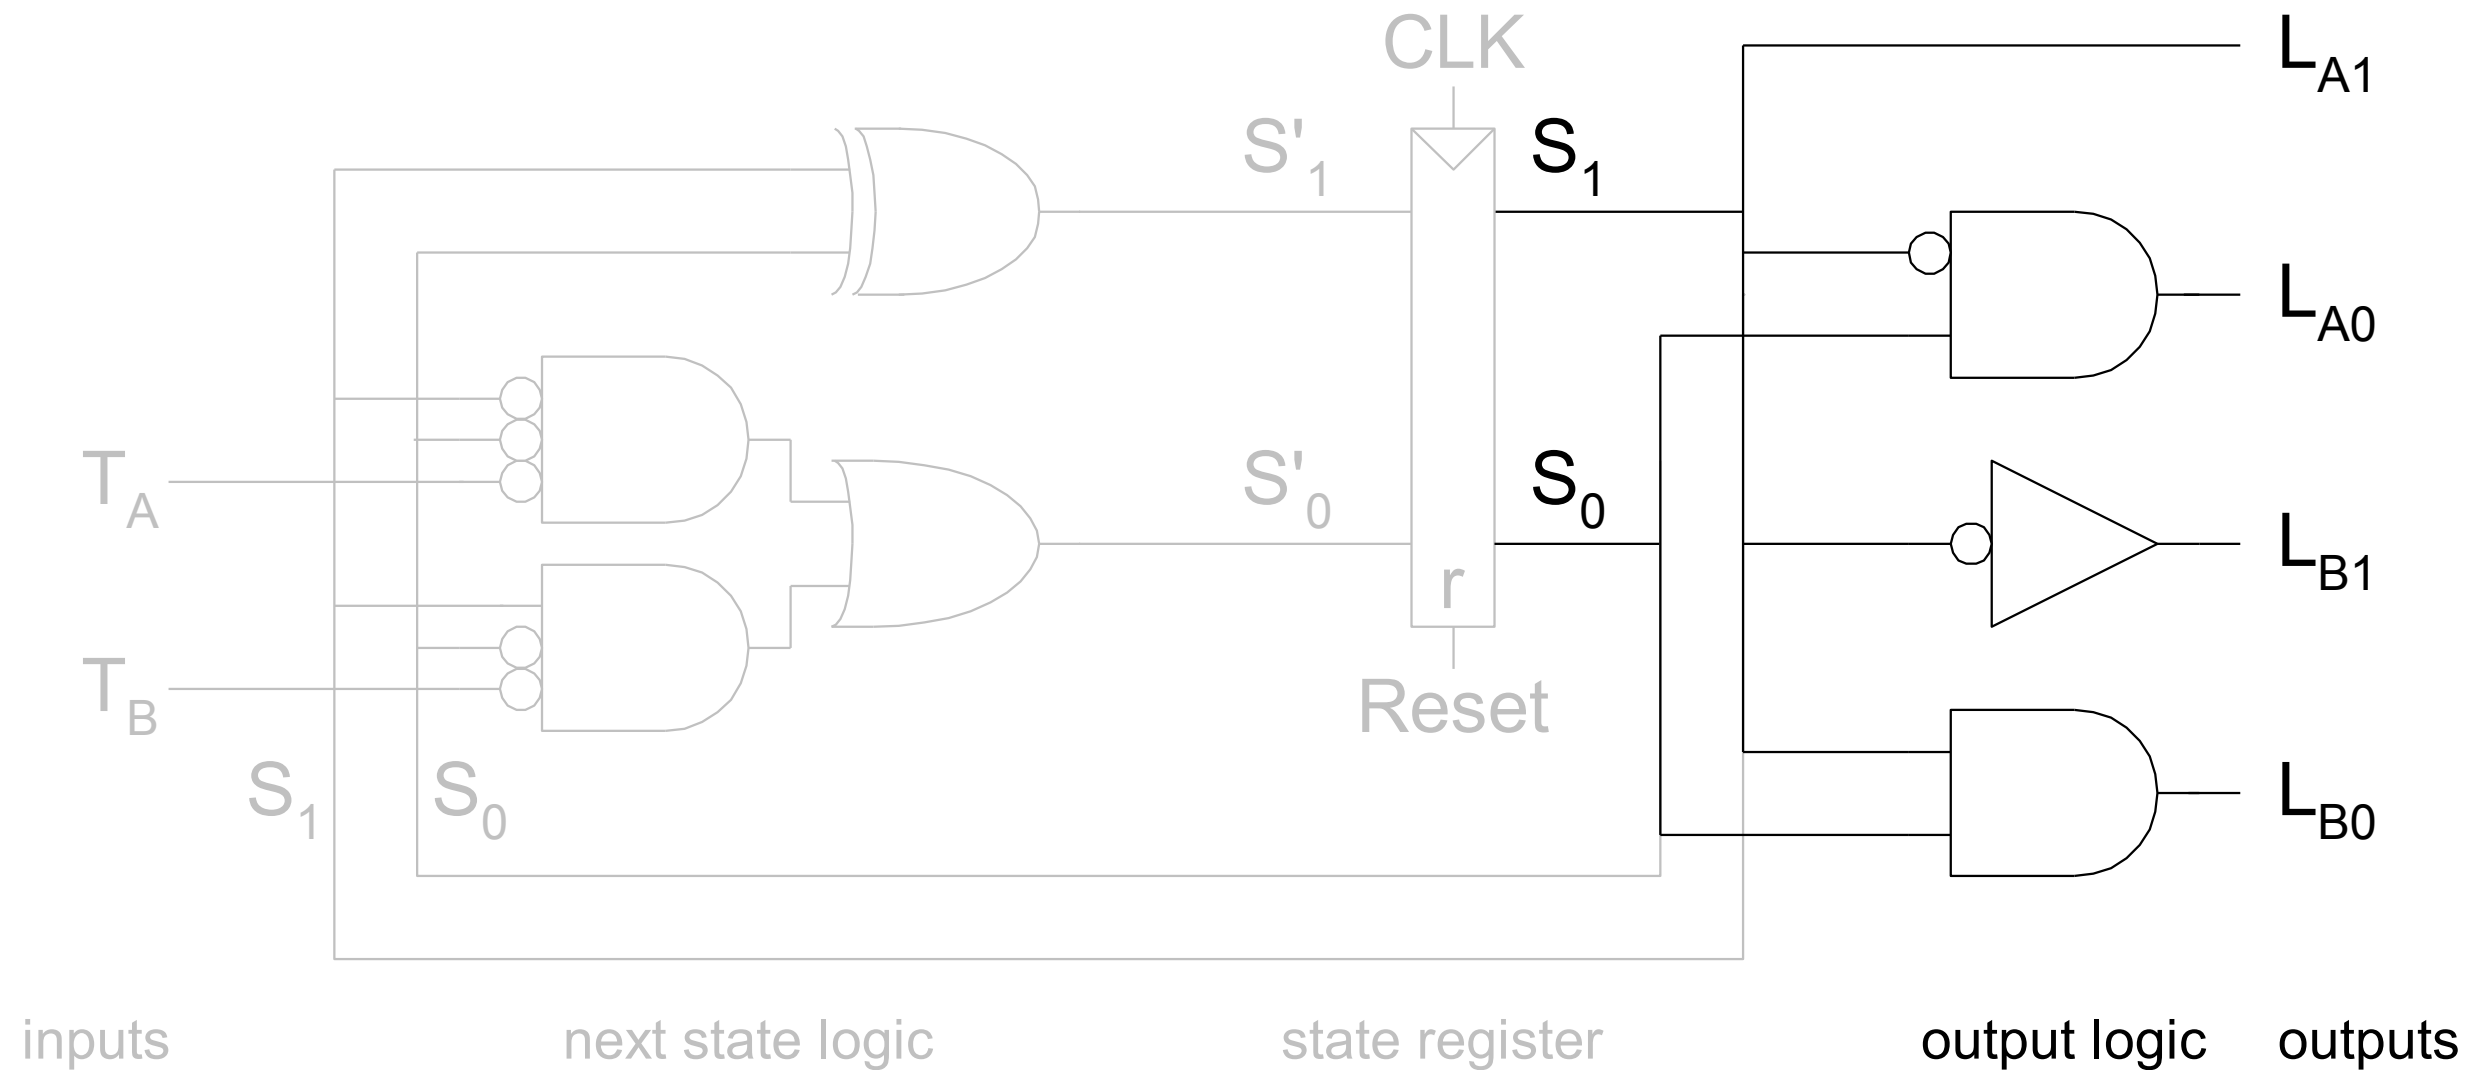 CLK
L_A1
S'_1
S_1
L_A0
T_A
S'_0
S_0
L_B1
r
T_B
Reset
S_1
S_0
L_B0
inputs
next state logic
state register
output logic
outputs